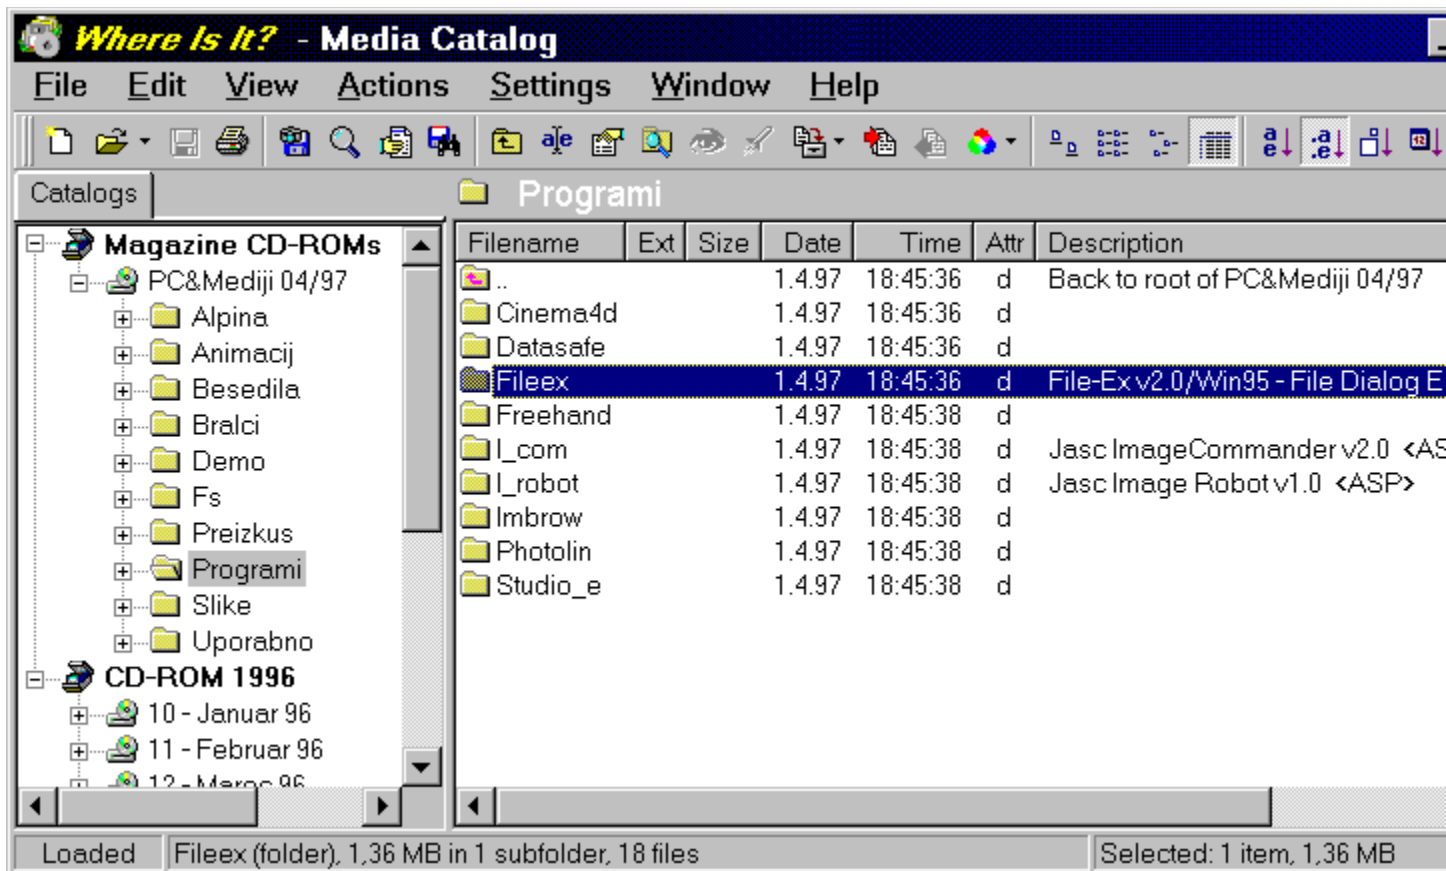 Where Is It? - Media Catalog
File Edit View Actions Settings Window Help
Catalogs
Programi
Magazine CD-ROMs
PC&Mediji 04/97
Alpina
Animacij
Besedila
Bralci
Demo
Fs
Preizkus
Programi
Slike
Uporabno
CD-ROM 1996
10 - Januar 96
11 - Februar 96
12 - Marec 96
Filename Ext Size Date Time Attr Description
.. 1.4.97 18:45:36 d Back to root of PC&Mediji 04/97
Cinema4d 1.4.97 18:45:36 d
Datasafe 1.4.97 18:45:36 d
Fileex 1.4.97 18:45:36 d File-Ex v2.0/Win95 - File Dialog E
Freehand 1.4.97 18:45:38 d
I_com 1.4.97 18:45:38 d Jasc ImageCommander v2.0 <AS
I_robot 1.4.97 18:45:38 d Jasc Image Robot v1.0 <ASP>
Imbrow 1.4.97 18:45:38 d
Photolin 1.4.97 18:45:38 d
Studio_e 1.4.97 18:45:38 d
Loaded Fileex (folder), 1,36 MB in 1 subfolder, 18 files Selected: 1 item, 1,36 MB